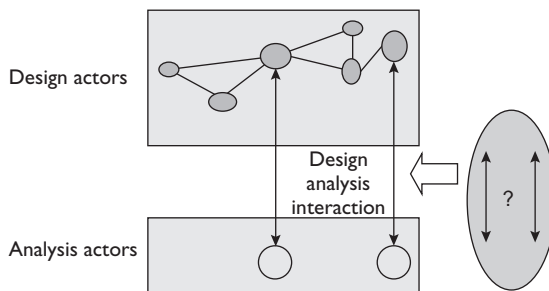 Design actors
Design
analysis
interaction
?
Analysis actors